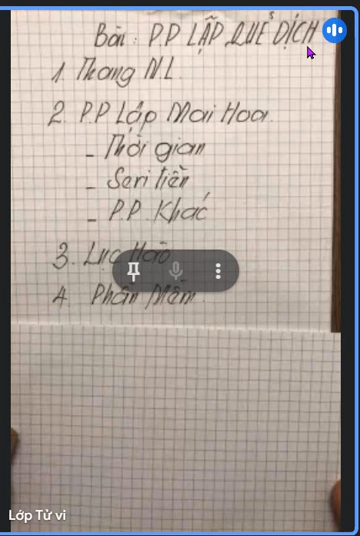 Bài: P.P LẬP QUẺ DỊCH
1. Thang N.L
2. P.P Lập Mai Hoa
- Thời gian
- Seri tiền
- P.P. Khác
3. Lục Hào
4. Phần Mềm
Lớp Tử vi